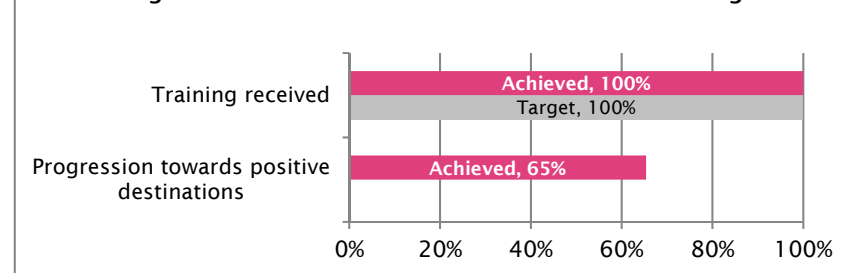 Training received
Achieved, 100%
Target, 100%
Progression towards positive
destinations
Achieved, 65%
0% 20% 40% 60% 80% 100%